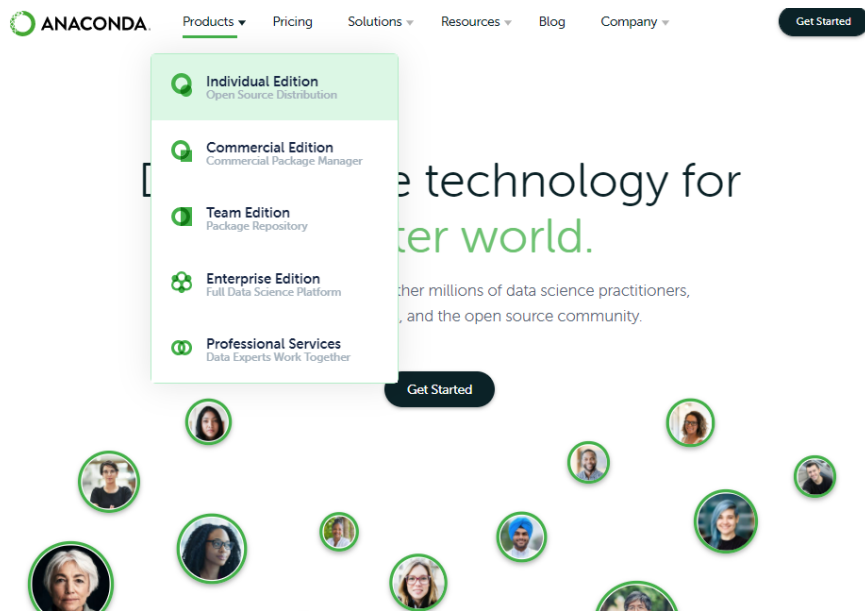 ANACONDA.
Products Pricing Solutions Resources Blog Company
Get Started
Individual Edition
Open Source Distribution
Commercial Edition
Commercial Package Manager
Team Edition
Package Repository
Enterprise Edition
Full Data Science Platform
Professional Services
Data Experts Work Together
technology for
world.
millions of data science practitioners,
and the open source community.
Get Started